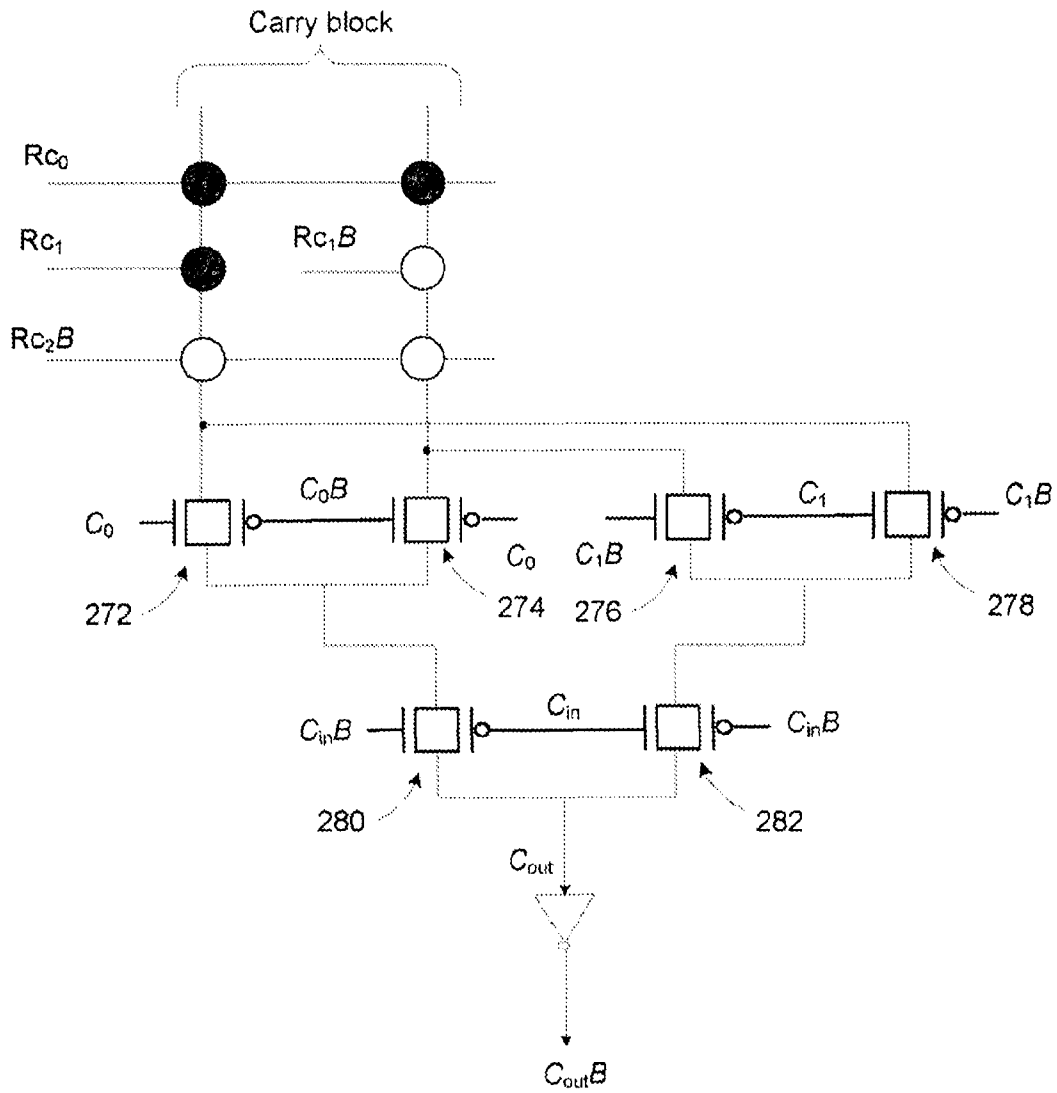 Carry block
Rc₀
Rc₁
Rc₁B
Rc₂B
C₀
C₀B
C₀
C₁B
C₁
C₁B
272
274
276
278
CᵢₙB
Cᵢₙ
CᵢₙB
280
282
Cₒᵤₜ
CₒᵤₜB